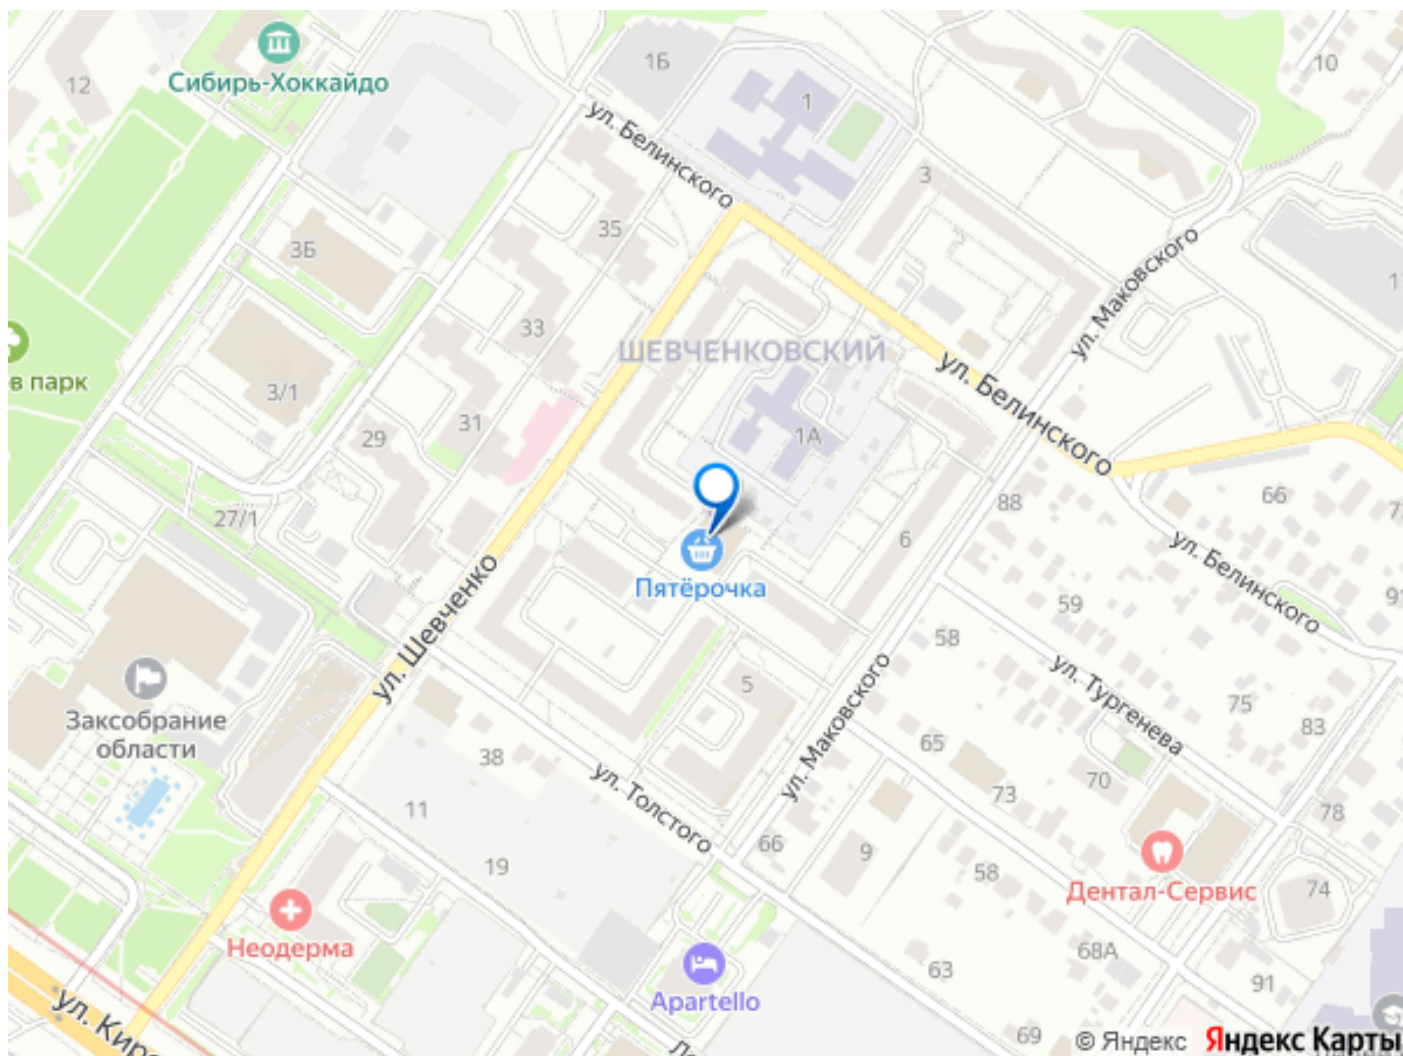 12
Сибирь-Хоккайдо
1Б
10
1
ул. Белинского
3
35
3Б
ул. Маковского
33
ШЕВЧЕНКОВСКИЙ
ул. Белинского
в парк
3/1
31
29
1А
27/1
6
88
66
ул. Белинского
Пятёрочка
59
58
ул. Шевченко
ул. Тургенева
75
83
5
Заксобрание
области
ул. Маковского
65
70
38
73
78
11
ул. Толстого
66
9
19
58
Дентал-Сервис
74
Неодерма
68А
63
91
Apartello
ул. Кир
69
© Яндекс Яндекс Карты